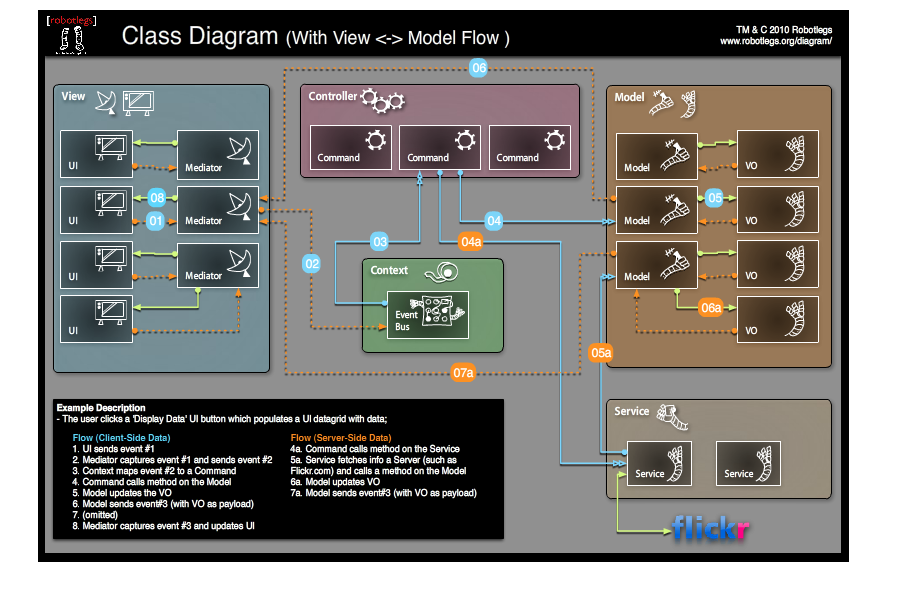 [robotlegs]
Class Diagram (With View <-> Model Flow )
TM & C 2010 Robotlegs
www.robotlegs.org/diagram/
06
View
UI
Mediator
UI
08
01
Mediator
UI
Mediator
UI
Controller
Command
Command
Command
Model
Model
VO
Model
05
VO
Model
VO
06a
VO
02
03
04
04a
Context
Event
Bus
05a
07a
Service
Service
Service
flickr
Example Description
- The user clicks a 'Display Data' UI button which populates a UI datagrid with data;
Flow (Client-Side Data)
1. UI sends event #1
2. Mediator captures event #1 and sends event #2
3. Context maps event #2 to a Command
4. Command calls method on the Model
5. Model updates the VO
6. Model sends event#3 (with VO as payload)
7. (omitted)
8. Mediator captures event #3 and updates UI
Flow (Server-Side Data)
4a. Command calls method on the Service
5a. Service fetches info a Server (such as
Flickr.com) and calls a method on the Model
6a. Model updates VO
7a. Model sends event#3 (with VO as payload)